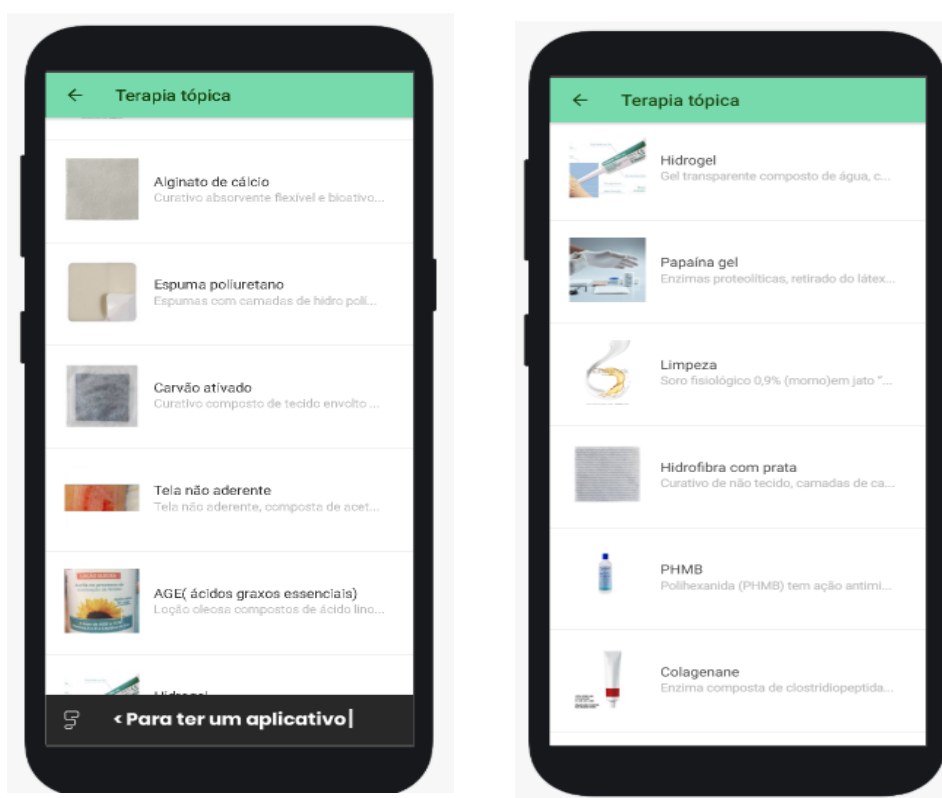 Terapia tópica
Alginato de cálcio
Curativo absorvente flexível e bioativo...
Espuma poliuretano
Espumas com camadas de hidro polí...
Carvão ativado
Curativo composto de tecido envolto ...
Tela não aderente
Tela não aderente, composta de acet...
AGE( ácidos graxos essenciais)
Loção oleosa compostos de ácido lino...
Hidrogel
< Para ter um aplicativo|
Terapia tópica
Hidrogel
Gel transparente composto de água, c...
Papaína gel
Enzimas proteolíticas, retirado do látex...
Limpeza
Soro fisiológico 0,9% (morno)em jato “...
Hidrofibra com prata
Curativo de não tecido, camadas de ca...
PHMB
Polihexanida (PHMB) tem ação antimi...
Colagenane
Enzima composta de clostridiopeptida...